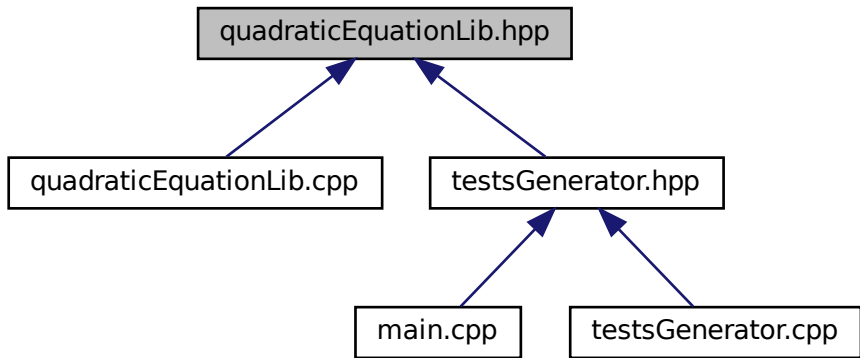 quadraticEquationLib.hpp
quadraticEquationLib.cpp
testsGenerator.hpp
main.cpp
testsGenerator.cpp